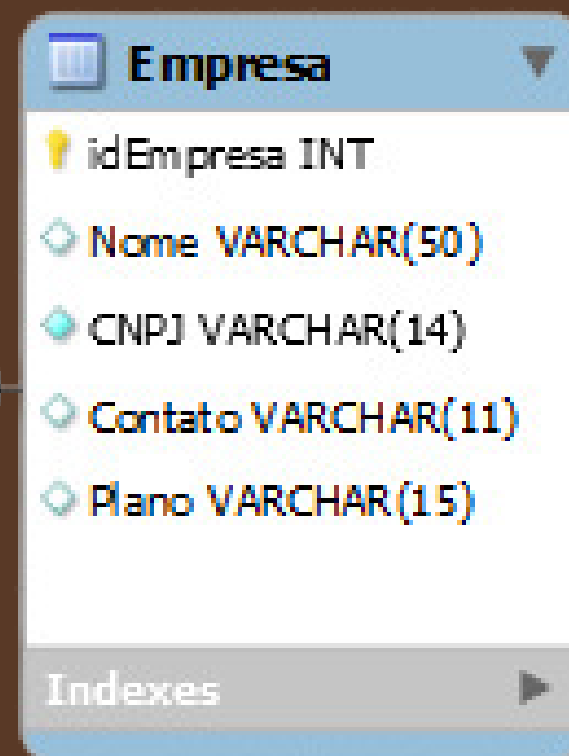 Empresa
idEmpresa INT
Nome VARCHAR(50)
CNPJ VARCHAR(14)
Contato VARCHAR(11)
Plano VARCHAR(15)
Indexes